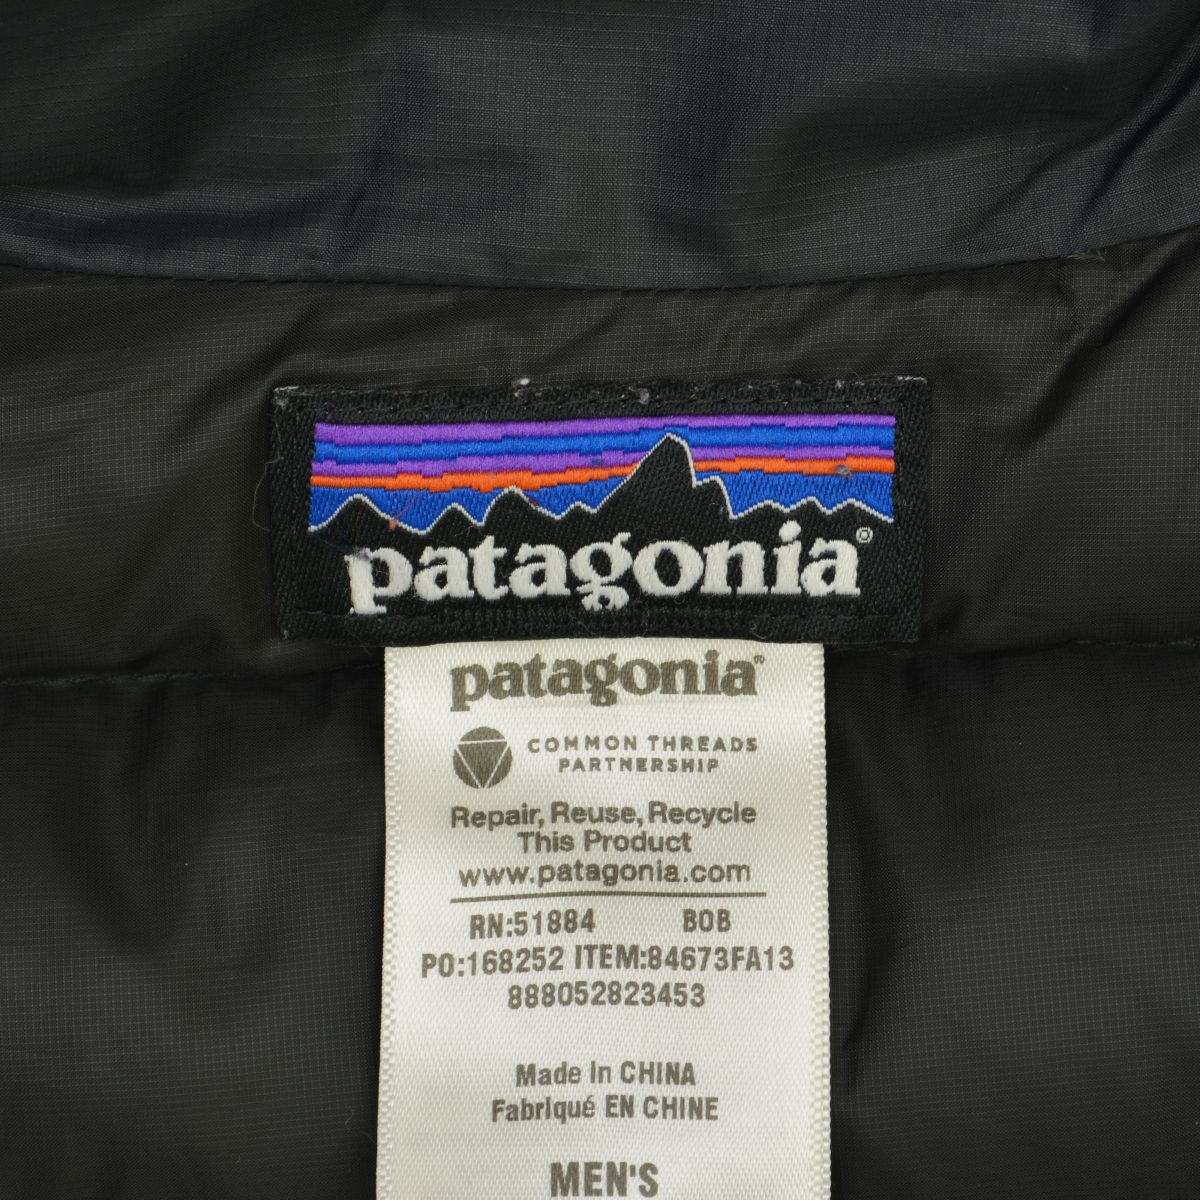 patagonia®
patagonia®
COMMON THREADS
PARTNERSHIP
Repair, Reuse, Recycle
This Product
www.patagonia.com
RN:51884 BOB
PO:168252 ITEM:84673FA13
888052823453
Made in CHINA
Fabriqué EN CHINE
MEN'S